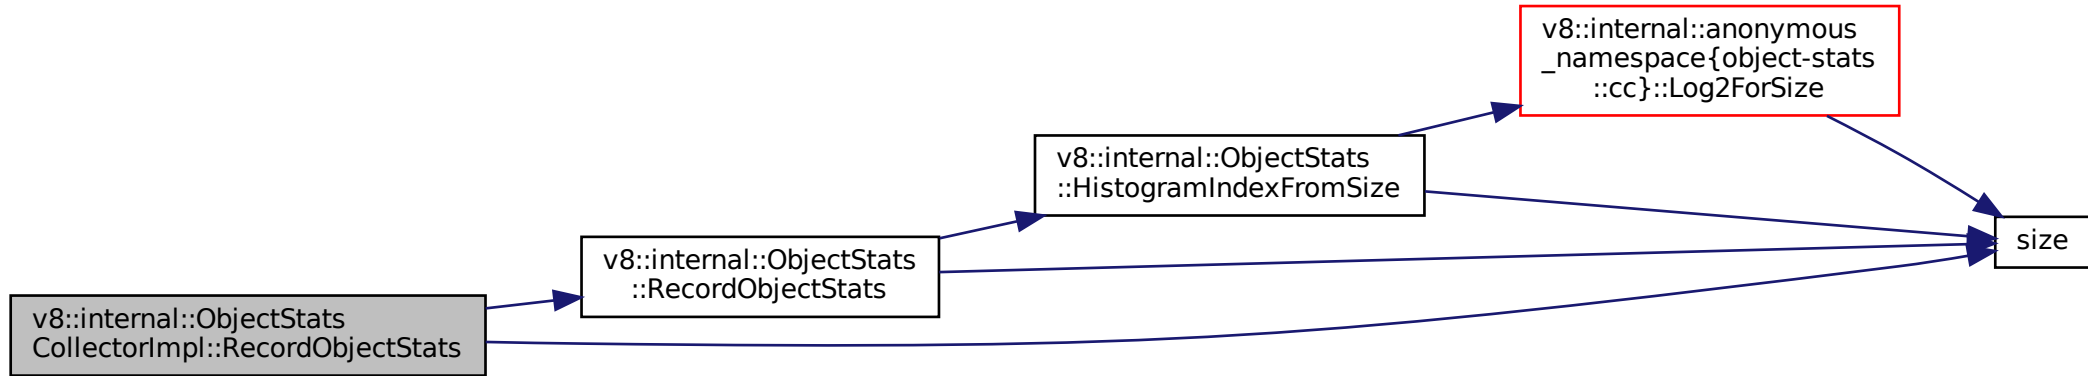 v8::internal::anonymous
_namespace{object-stats
::cc}::Log2ForSize
v8::internal::ObjectStats
::HistogramIndexFromSize
size
v8::internal::ObjectStats
::RecordObjectStats
v8::internal::ObjectStats
CollectorImpl::RecordObjectStats